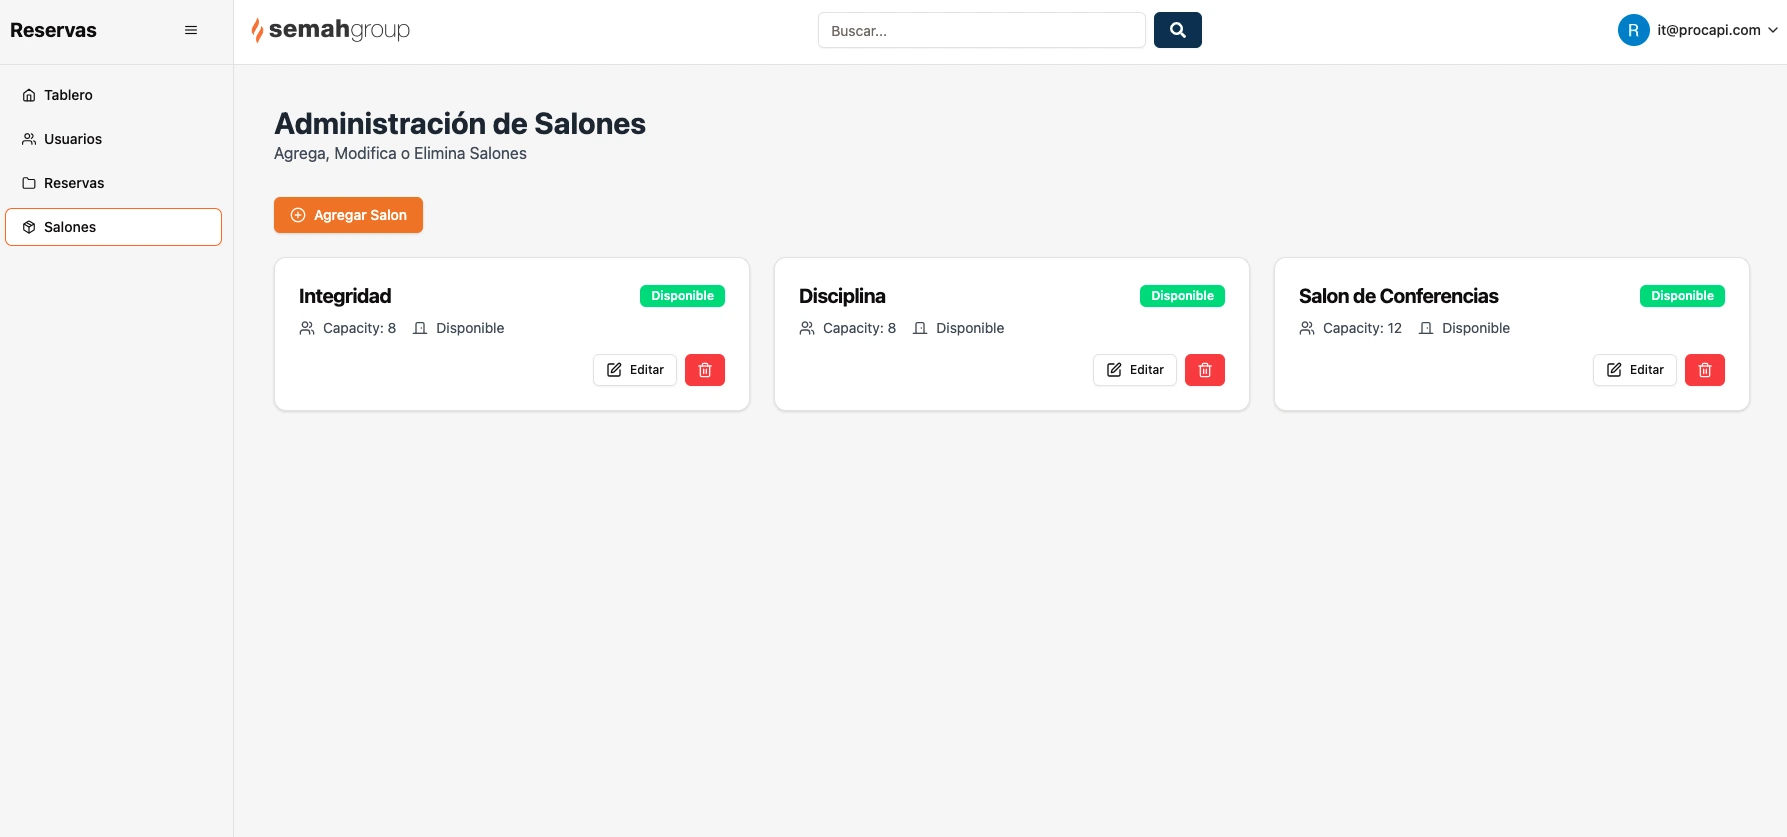 Reservas
semahgroup
Buscar...
R it@procapi.com
Tablero
Usuarios
Reservas
Salones
Administración de Salones
Agrega, Modifica o Elimina Salones
Agregar Salon
Integridad Disponible
Capacity: 8 Disponible
Editar
Disciplina Disponible
Capacity: 8 Disponible
Editar
Salon de Conferencias Disponible
Capacity: 12 Disponible
Editar